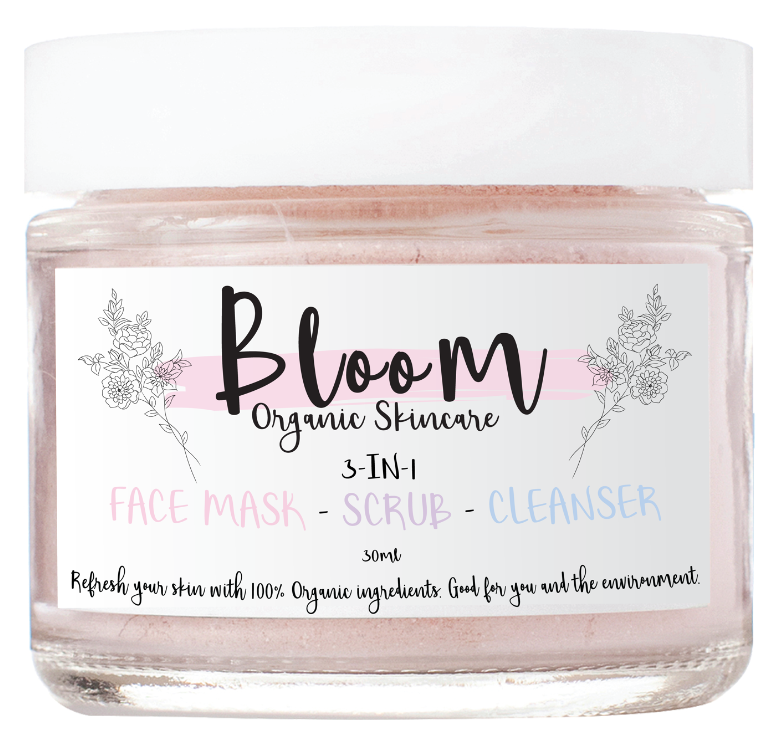 Bloom
Organic Skincare
3-IN-1
FACE MASK - SCRUB - CLEANSER
30ml
Refresh your skin with 100% Organic ingredients. Good for you and the environment.